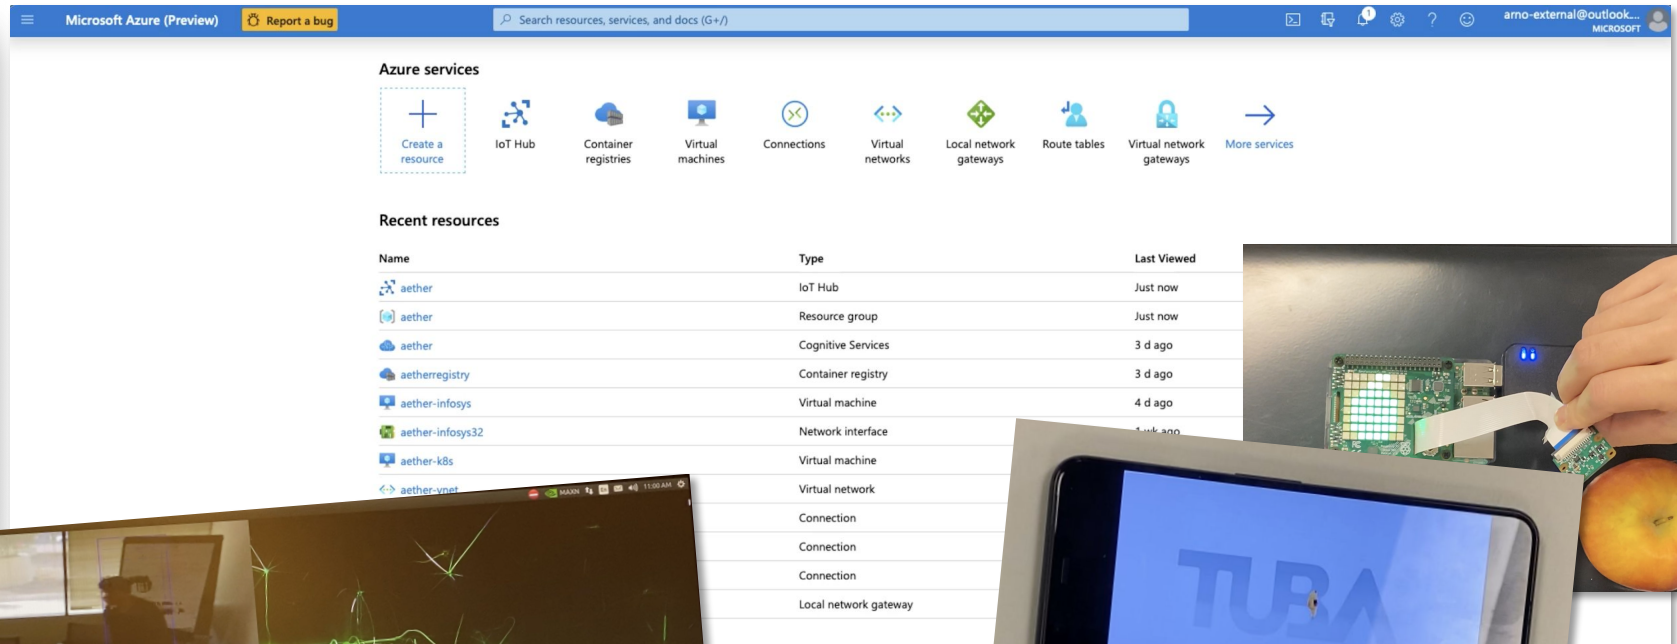 Microsoft Azure (Preview)
Report a bug
Search resources, services, and docs (G+/)
1
arno-external@outlook...
MICROSOFT
Azure services
Create a resource
IoT Hub
Container registries
Virtual machines
Connections
Virtual networks
Local network gateways
Route tables
Virtual network gateways
More services
Recent resources
Name Type Last Viewed
aether IoT Hub Just now
aether Resource group Just now
aether Cognitive Services 3 d ago
aetherregistry Container registry 3 d ago
aether-infosys Virtual machine 4 d ago
aether-infosys32 Network interface 1 wk ago
aether-k8s Virtual machine
aether-vnet Virtual network
MAXN 11:00 AM
Connection
Connection
Connection
Local network gateway
TUBA